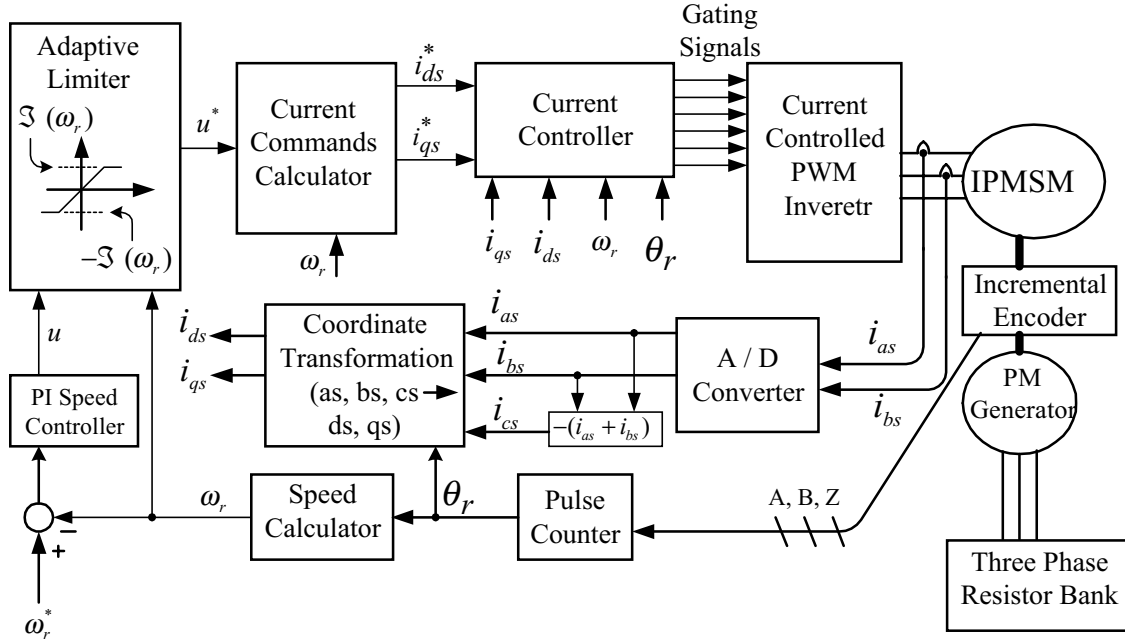 Adaptive
Limiter
ℑ (ω_r)
−ℑ (ω_r)
u*
Current
Commands
Calculator
ω_r
i*_ds
i*_qs
Current
Controller
i_qs
i_ds
ω_r
θ_r
Gating
Signals
Current
Controlled
PWM
Inveretr
IPMSM
Incremental
Encoder
PM
Generator
Three Phase
Resistor Bank
u
PI Speed
Controller
i_ds
i_qs
Coordinate
Transformation
(as, bs, cs
ds, qs)
i_as
i_bs
i_cs
−(i_as + i_bs)
A / D
Converter
i_as
i_bs
ω_r
Speed
Calculator
θ_r
Pulse
Counter
A, B, Z
−
+
ω*_r